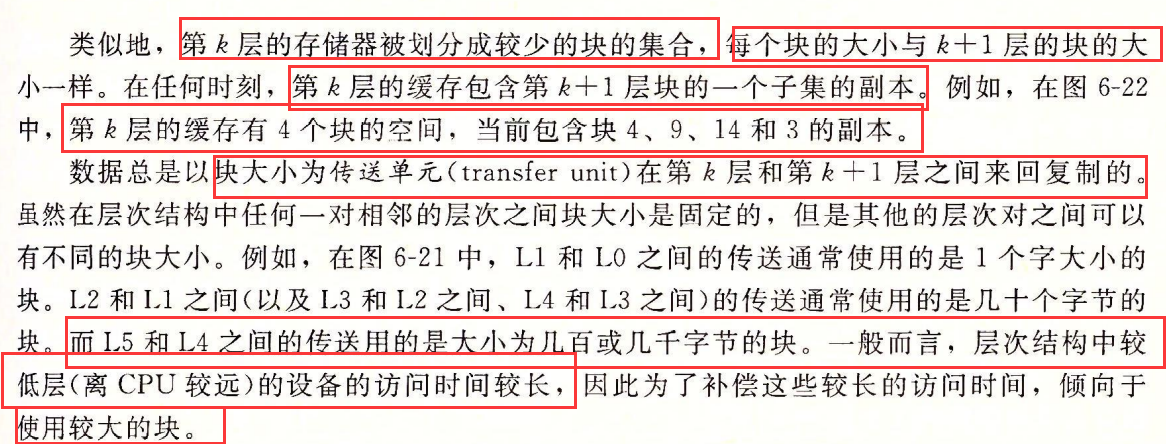 类似地，第 k 层的存储器被划分成较少的块的集合，每个块的大小与 k+1 层的块的大
小一样。在任何时刻，第 k 层的缓存包含第 k+1 层块的一个子集的副本。例如，在图 6-22
中，第 k 层的缓存有 4 个块的空间，当前包含块 4、9、14 和 3 的副本。
数据总是以块大小为传送单元(transfer unit)在第 k 层和第 k+1 层之间来回复制的。
虽然在层次结构中任何一对相邻的层次之间块大小是固定的，但是其他的层次对之间可以
有不同的块大小。例如，在图 6-21 中，L1 和 L0 之间的传送通常使用的是 1 个字大小的
块。L2 和 L1 之间(以及 L3 和 L2 之间、L4 和 L3 之间)的传送通常使用的是几十个字节的
块。而 L5 和 L4 之间的传送用的是大小为几百或几千字节的块。一般而言，层次结构中较
低层(离 CPU 较远)的设备的访问时间较长，因此为了补偿这些较长的访问时间，倾向于
使用较大的块。